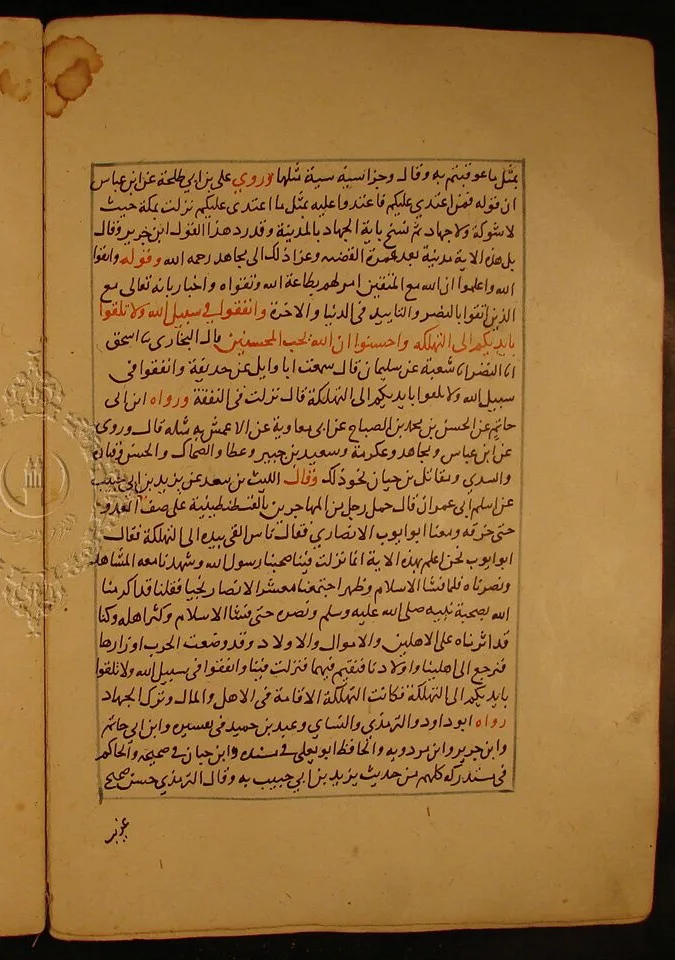 بمثل ما عوقبتم به وقال وجزا سيئة سيئة مثلها وروي علي بن ابي طلحة عن ابن عباس
ان قوله فمن اعتدي عليكم فاعتدوا عليه بمثل ما اعتدى عليكم نزلت بمكة حيث
لا شوكة ولا جهاد ثم نسخ باية الجهاد بالمدينة وقد رد هذا القول ابن جرير وقال
بل هذه الاية مدنية بعد عمرة القضية وعزا ذلك الى مجاهد رحمه الله وقوله واتقوا
الله واعلموا ان الله مع المتقين امر لهم بطاعة الله وتقواه واخبار بانه تعالى مع
الذين اتقوا بالنصر والتاييد في الدنيا والاخرة وانفقوا في سبيل الله ولا تلقوا
بايديكم الى التهلكه واحسنوا ان الله يحب المحسنين قال البخاري نا اسحق
انا النضر انا شعبة عن سليمان قال سمعت ابا وايل عن حذيفة وانفقوا في
سبيل الله ولا تلقوا بايديكم الى التهلكة قال نزلت في النفقة ورواه ابن ابى
حاتم عن الحسن بن محمد بن الصباح عن ابى معاوية عن الاعمش به مثله قال وروي
عن ابن عباس ومجاهد وعكرمة وسعيد بن جبير وعطا والضحاك والحسن وقتادة
والسدي ومقاتل بن حيان نحو ذلك وقال الليث بن سعد عن يزيد بن ابي حبيب
عن اسلم ابي عمران قال حمل رجل من المهاجرين بالقسطنطينية على صف العدو
حتى خرقه ومعنا ابو ايوب الانصاري فقال ناس القى بيده الى التهلكة فقال
ابو ايوب نحن اعلم بهذه الاية انما نزلت فينا صحبنا رسول الله وشهدنا معه المشاهد
ونصرناه فلما فشا الاسلام وظهر اجتمعنا معشر الانصار نجيا فقلنا قد اكرمنا
الله بصحبة نبيه صلى الله عليه وسلم ونصره حتى فشا الاسلام وكثر اهله وكنا
قد اثرناه على الاهلين والاموال والاولاد وقد وضعت الحرب اوزارها
فنرجع الى اهلينا واولادنا فنقيم فيهما فنزلت فينا وانفقوا في سبيل الله ولا تلقوا
بايديكم الى التهلكة فكانت التهلكة الاقامة في الاهل والمال وترك الجهاد
رواه ابو داود والترمذي والنساي وعبد بن حميد في تفسيره وابن ابي حاتم
وابن جرير وابن مردويه والحافظ ابو يعلى في مسنده وابن حبان في صحيحه والحاكم
في مستدركه كلهم من حديث يزيد بن ابي حبيب به وقال الترمذي حسن صحيح